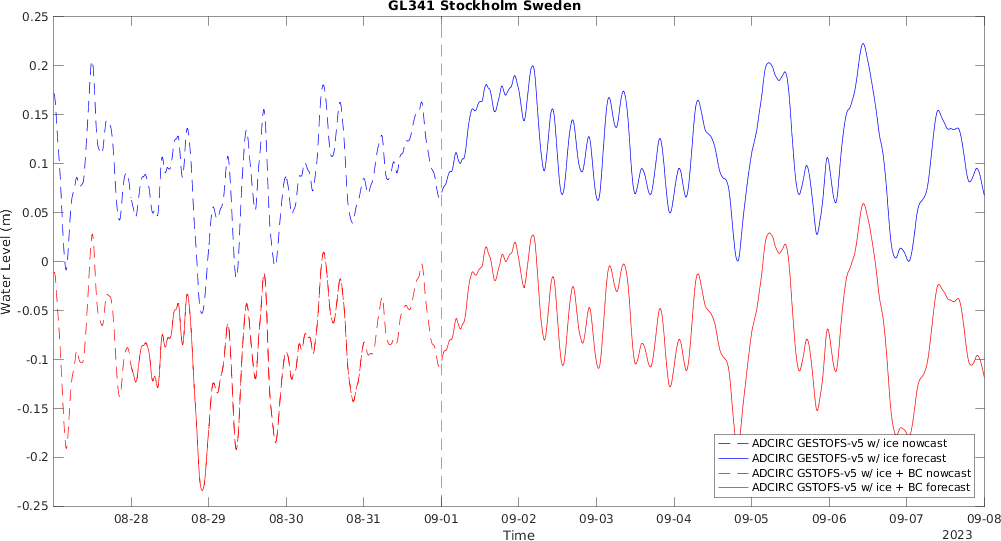 GL341 Stockholm Sweden
0.25
0.2
0.15
0.1
0.05
0
-0.05
-0.1
-0.15
-0.2
-0.25
Water Level (m)
08-28 08-29 08-30 08-31 09-01 09-02 09-03 09-04 09-05 09-06 09-07 09-08
Time
2023
ADCIRC GESTOFS-v5 w/ ice nowcast
ADCIRC GESTOFS-v5 w/ ice forecast
ADCIRC GSTOFS-v5 w/ ice + BC nowcast
ADCIRC GSTOFS-v5 w/ ice + BC forecast